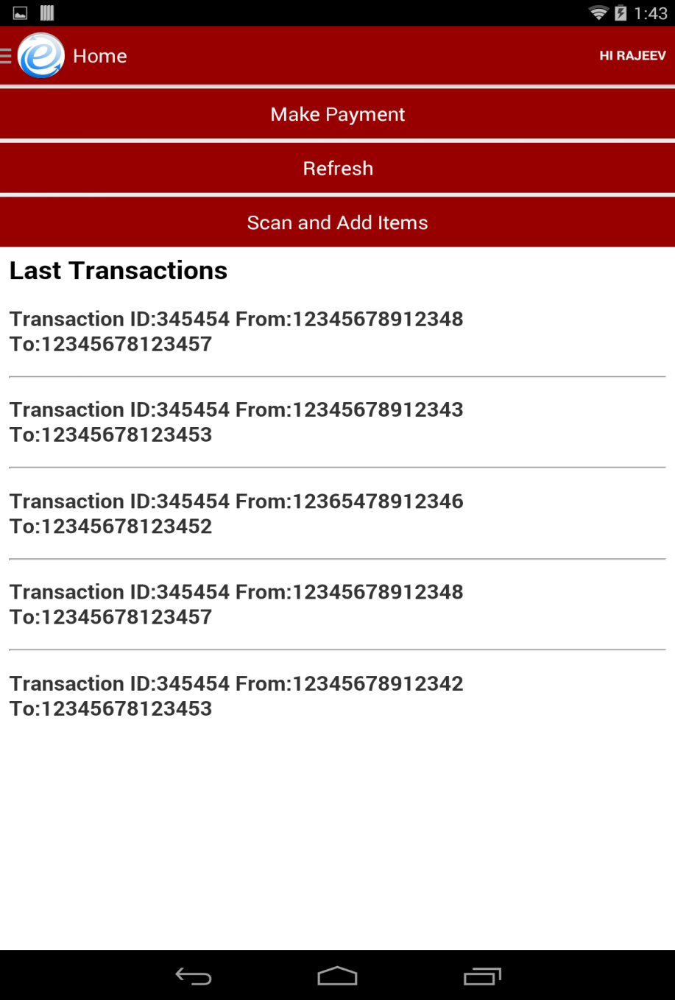 1:43
Home
HI RAJEEV
Make Payment
Refresh
Scan and Add Items
Last Transactions
Transaction ID:345454 From:12345678912348
To:12345678123457
Transaction ID:345454 From:12345678912343
To:12345678123453
Transaction ID:345454 From:12365478912346
To:12345678123452
Transaction ID:345454 From:12345678912348
To:12345678123457
Transaction ID:345454 From:12345678912342
To:12345678123453